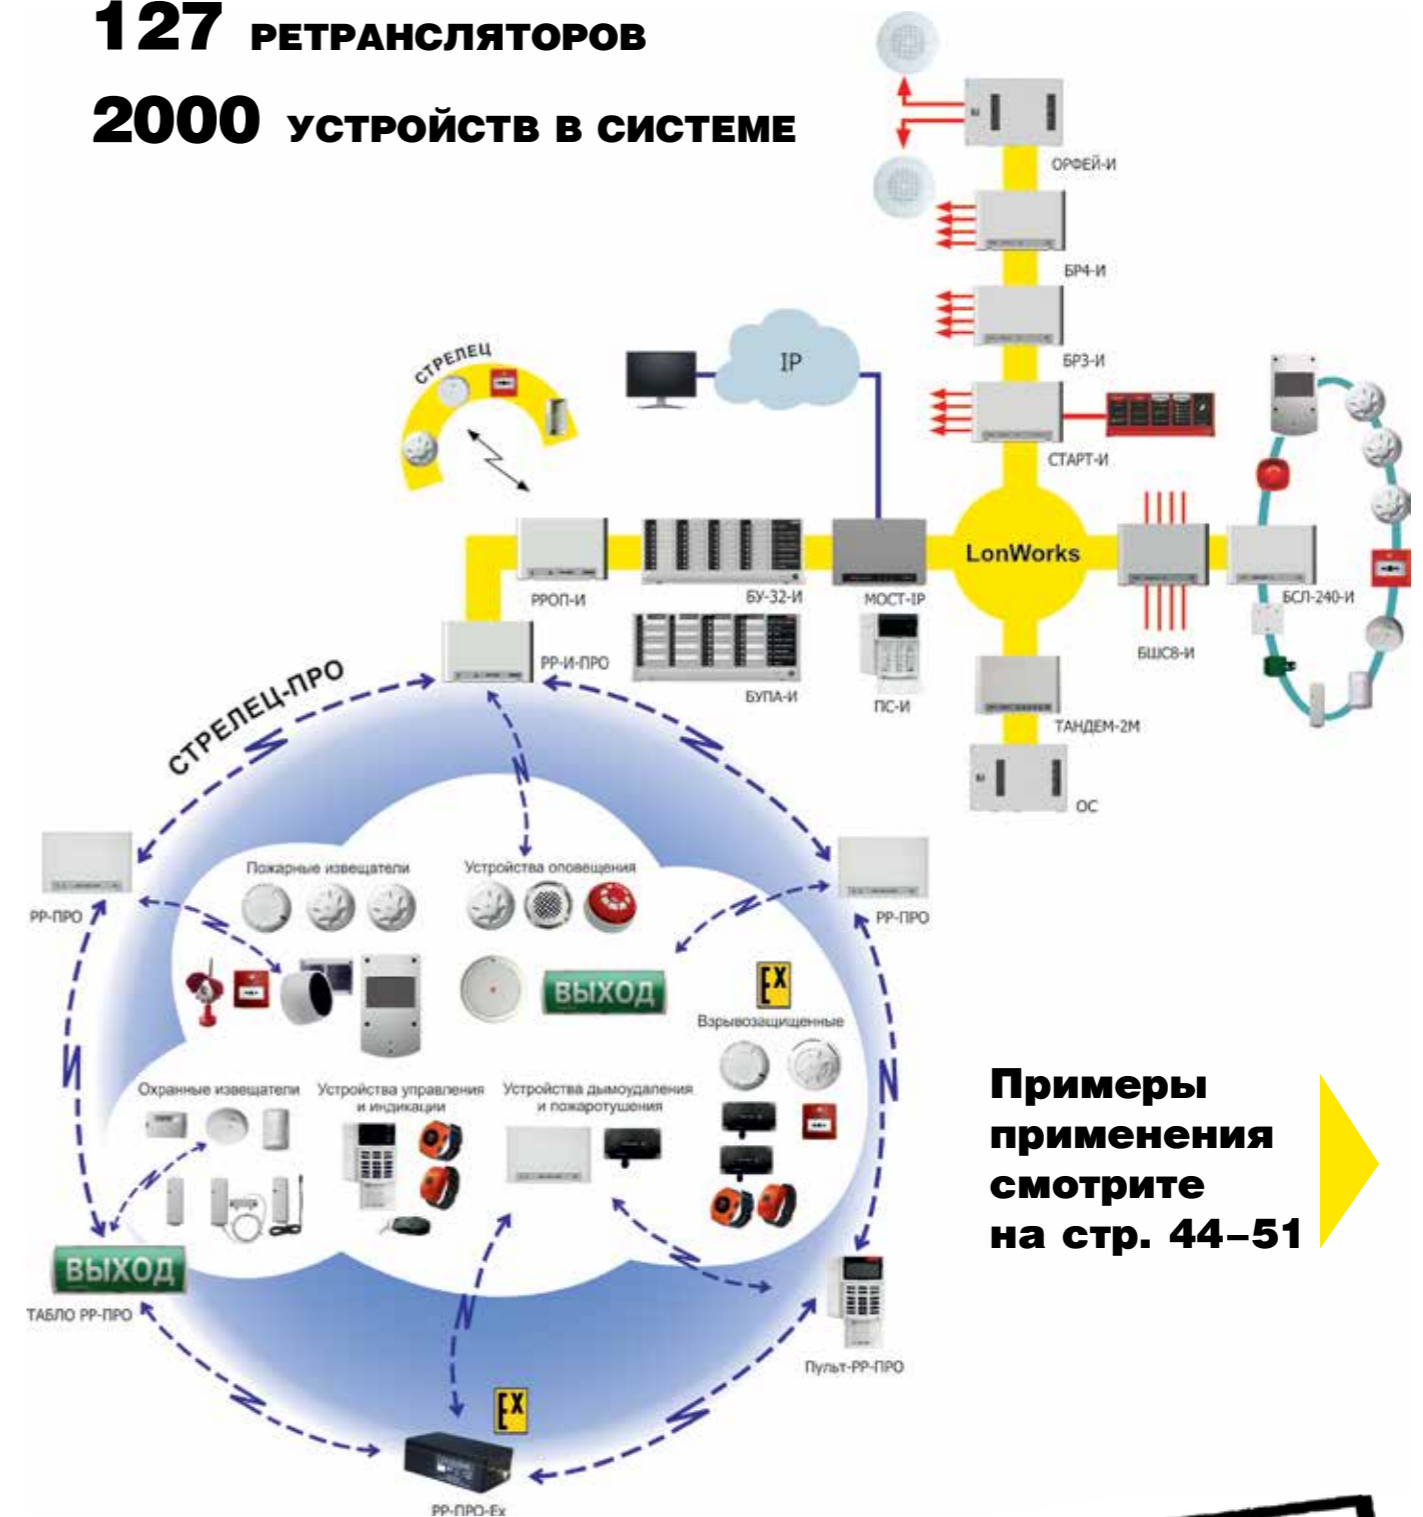 127 РЕТРАНСЛЯТОРОВ
2000 УСТРОЙСТВ В СИСТЕМЕ
ОРФЕЙ-И
БР4-И
БР3-И
СТАРТ-И
IP
СТРЕЛЕЦ
LonWorks
РРОП-И
БУ-32-И
МОСТ-IP
БШС8-И
БСЛ-240-И
РР-И-ПРО
БУПА-И
ПС-И
ТАНДЕМ-2М
ОС
СТРЕЛЕЦ-ПРО
РР-ПРО
РР-ПРО
Пожарные извещатели
Устройства оповещения
ВЫХОД
EX
Взрывозащищенные
Охранные извещатели
Устройства управления
и индикации
Устройства дымоудаления
и пожаротушения
ВЫХОД
ТАБЛО РР-ПРО
Пульт-РР-ПРО
EX
РР-ПРО-Ex
Примеры
применения
смотрите
на стр. 44–51